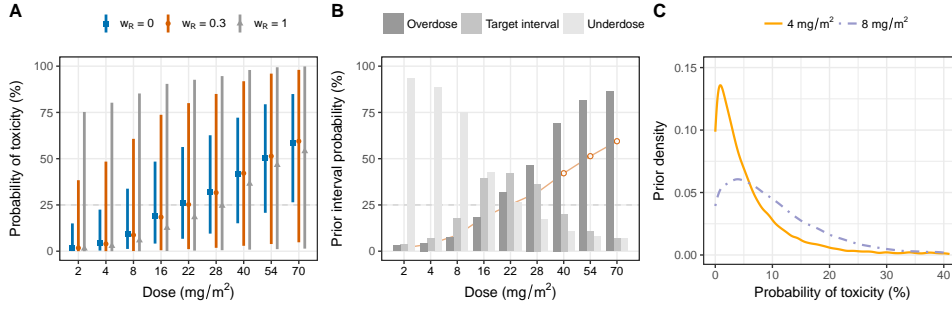 A
w_R = 0 w_R = 0.3 w_R = 1
Probability of toxicity (%)
100
75
50
25
0
2 4 8 16 22 28 40 54 70
Dose (mg/m²)
B
Overdose Target interval Underdose
Prior interval probability (%)
100
75
50
25
0
2 4 8 16 22 28 40 54 70
Dose (mg/m²)
C
4 mg/m² 8 mg/m²
Prior density
0.15
0.10
0.05
0.00
0 10 20 30 40
Probability of toxicity (%)